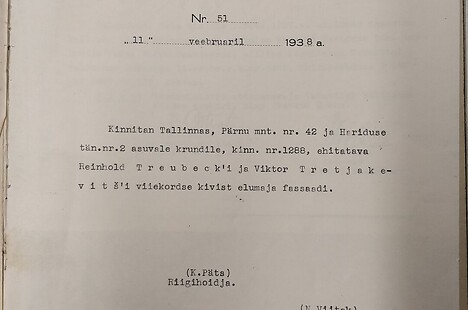 Nr. 51
„ 11 " veebruaril 1938 a.
Kinnitan Tallinnas, Pärnu mnt. nr. 42 ja Hariduse
tän.nr.2 asuvale krundile, kinn. nr.1288, ehitatava
Reinhold T r e u b e c k'i ja Viktor T r e t j a k e-
v i t š'i viiekordse kivist elumaja fassaadi.
(K.Päts)
Riigihoidja.